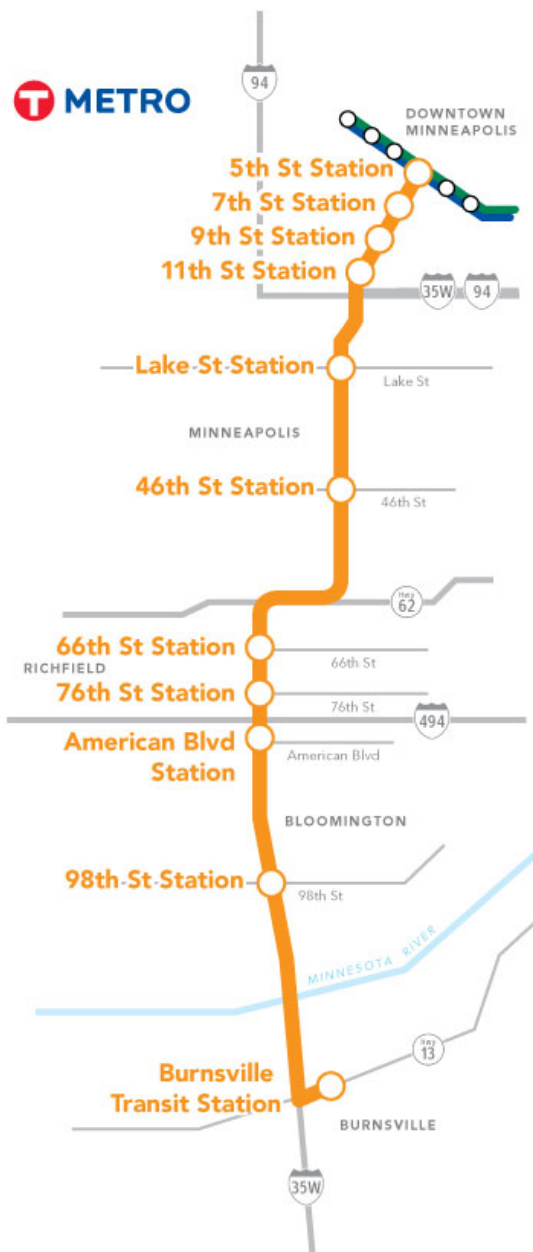 T METRO
94
DOWNTOWN
MINNEAPOLIS
5th St Station
7th St Station
9th St Station
11th St Station
35W 94
Lake St Station
Lake St
MINNEAPOLIS
46th St Station
46th St
Hwy
62
66th St Station
66th St
RICHFIELD
76th St Station
76th St
494
American Blvd
Station
American Blvd
BLOOMINGTON
98th St Station
98th St
MINNESOTA RIVER
Hwy
13
Burnsville
Transit Station
BURNSVILLE
35W